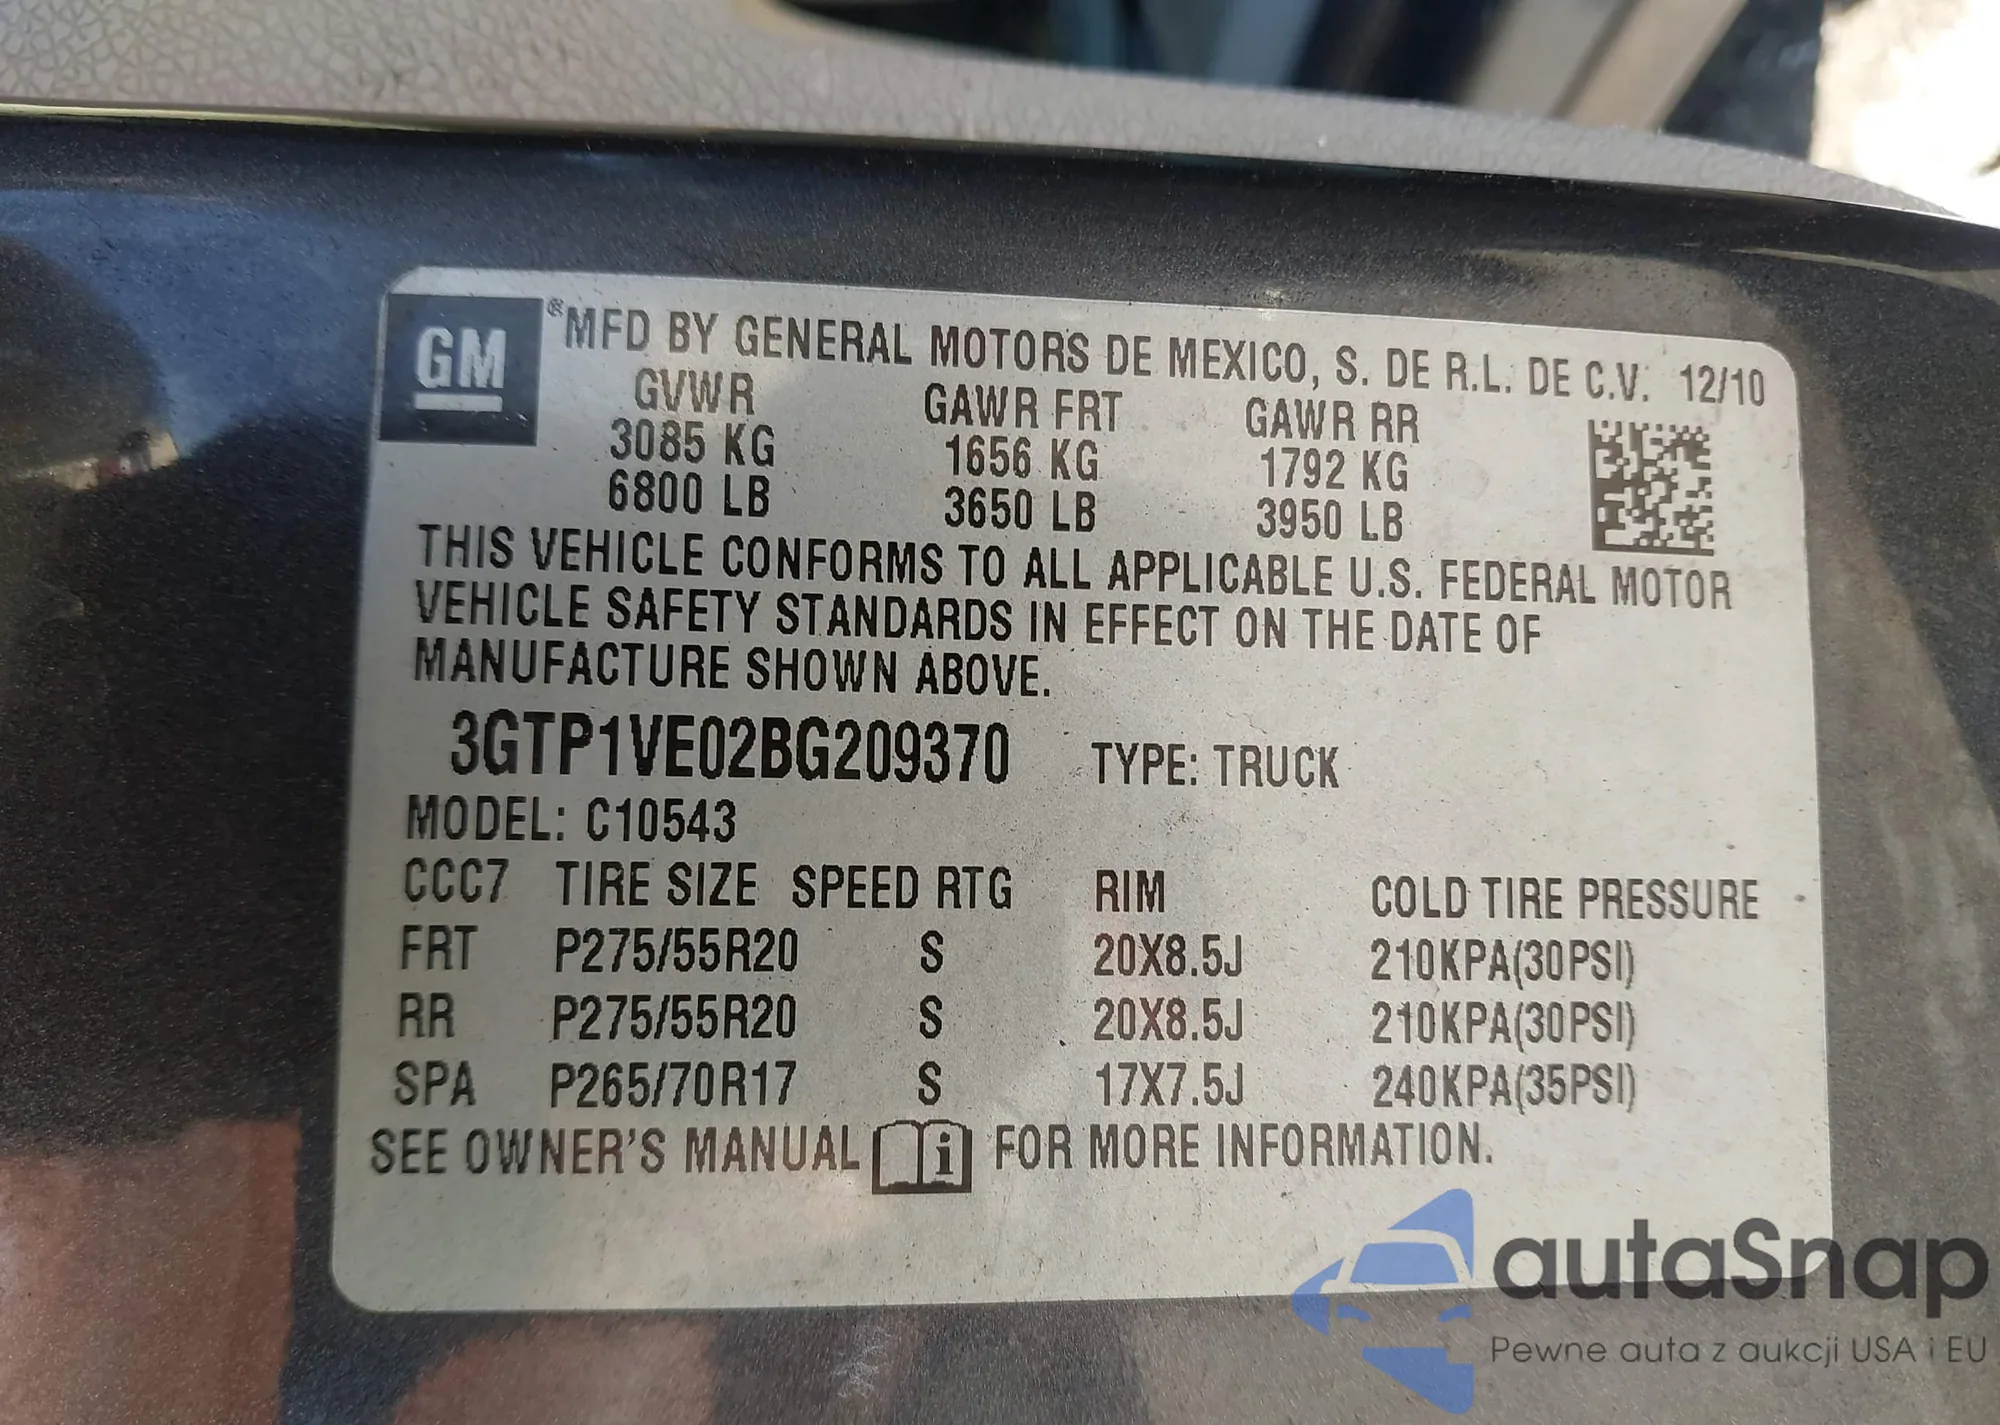 GM ®MFD BY GENERAL MOTORS DE MEXICO, S. DE R.L. DE C.V. 12/10
GVWR GAWR FRT GAWR RR
3085 KG 1656 KG 1792 KG
6800 LB 3650 LB 3950 LB
THIS VEHICLE CONFORMS TO ALL APPLICABLE U.S. FEDERAL MOTOR
VEHICLE SAFETY STANDARDS IN EFFECT ON THE DATE OF
MANUFACTURE SHOWN ABOVE.
3GTP1VE02BG209370 TYPE: TRUCK
MODEL: C10543
CCC7 TIRE SIZE SPEED RTG RIM COLD TIRE PRESSURE
FRT P275/55R20 S 20X8.5J 210KPA(30PSI)
RR P275/55R20 S 20X8.5J 210KPA(30PSI)
SPA P265/70R17 S 17X7.5J 240KPA(35PSI)
SEE OWNER'S MANUAL i FOR MORE INFORMATION.
autaSnap
Pewne auta z aukcji USA i EU